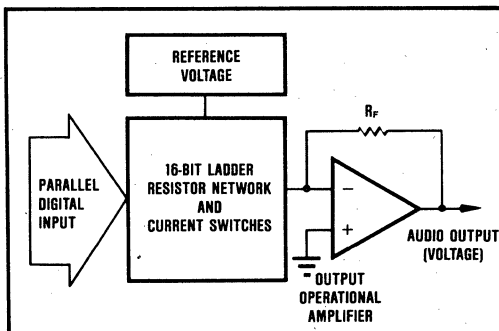 REFERENCE
VOLTAGE
R_F
16-BIT LADDER
RESISTOR NETWORK
AND
CURRENT SWITCHES
PARALLEL
DIGITAL
INPUT
−
+
AUDIO OUTPUT
(VOLTAGE)
OUTPUT
OPERATIONAL
AMPLIFIER